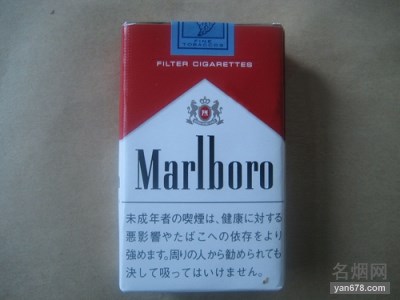 FINE
TOBACCOS
FILTER CIGARETTES
Marlboro
未成年者の喫煙は、健康に対する
悪影響やたばこへの依存をより
強めます。周りの人から勧められても
決して吸ってはいけません。
名烟网
yan678.com